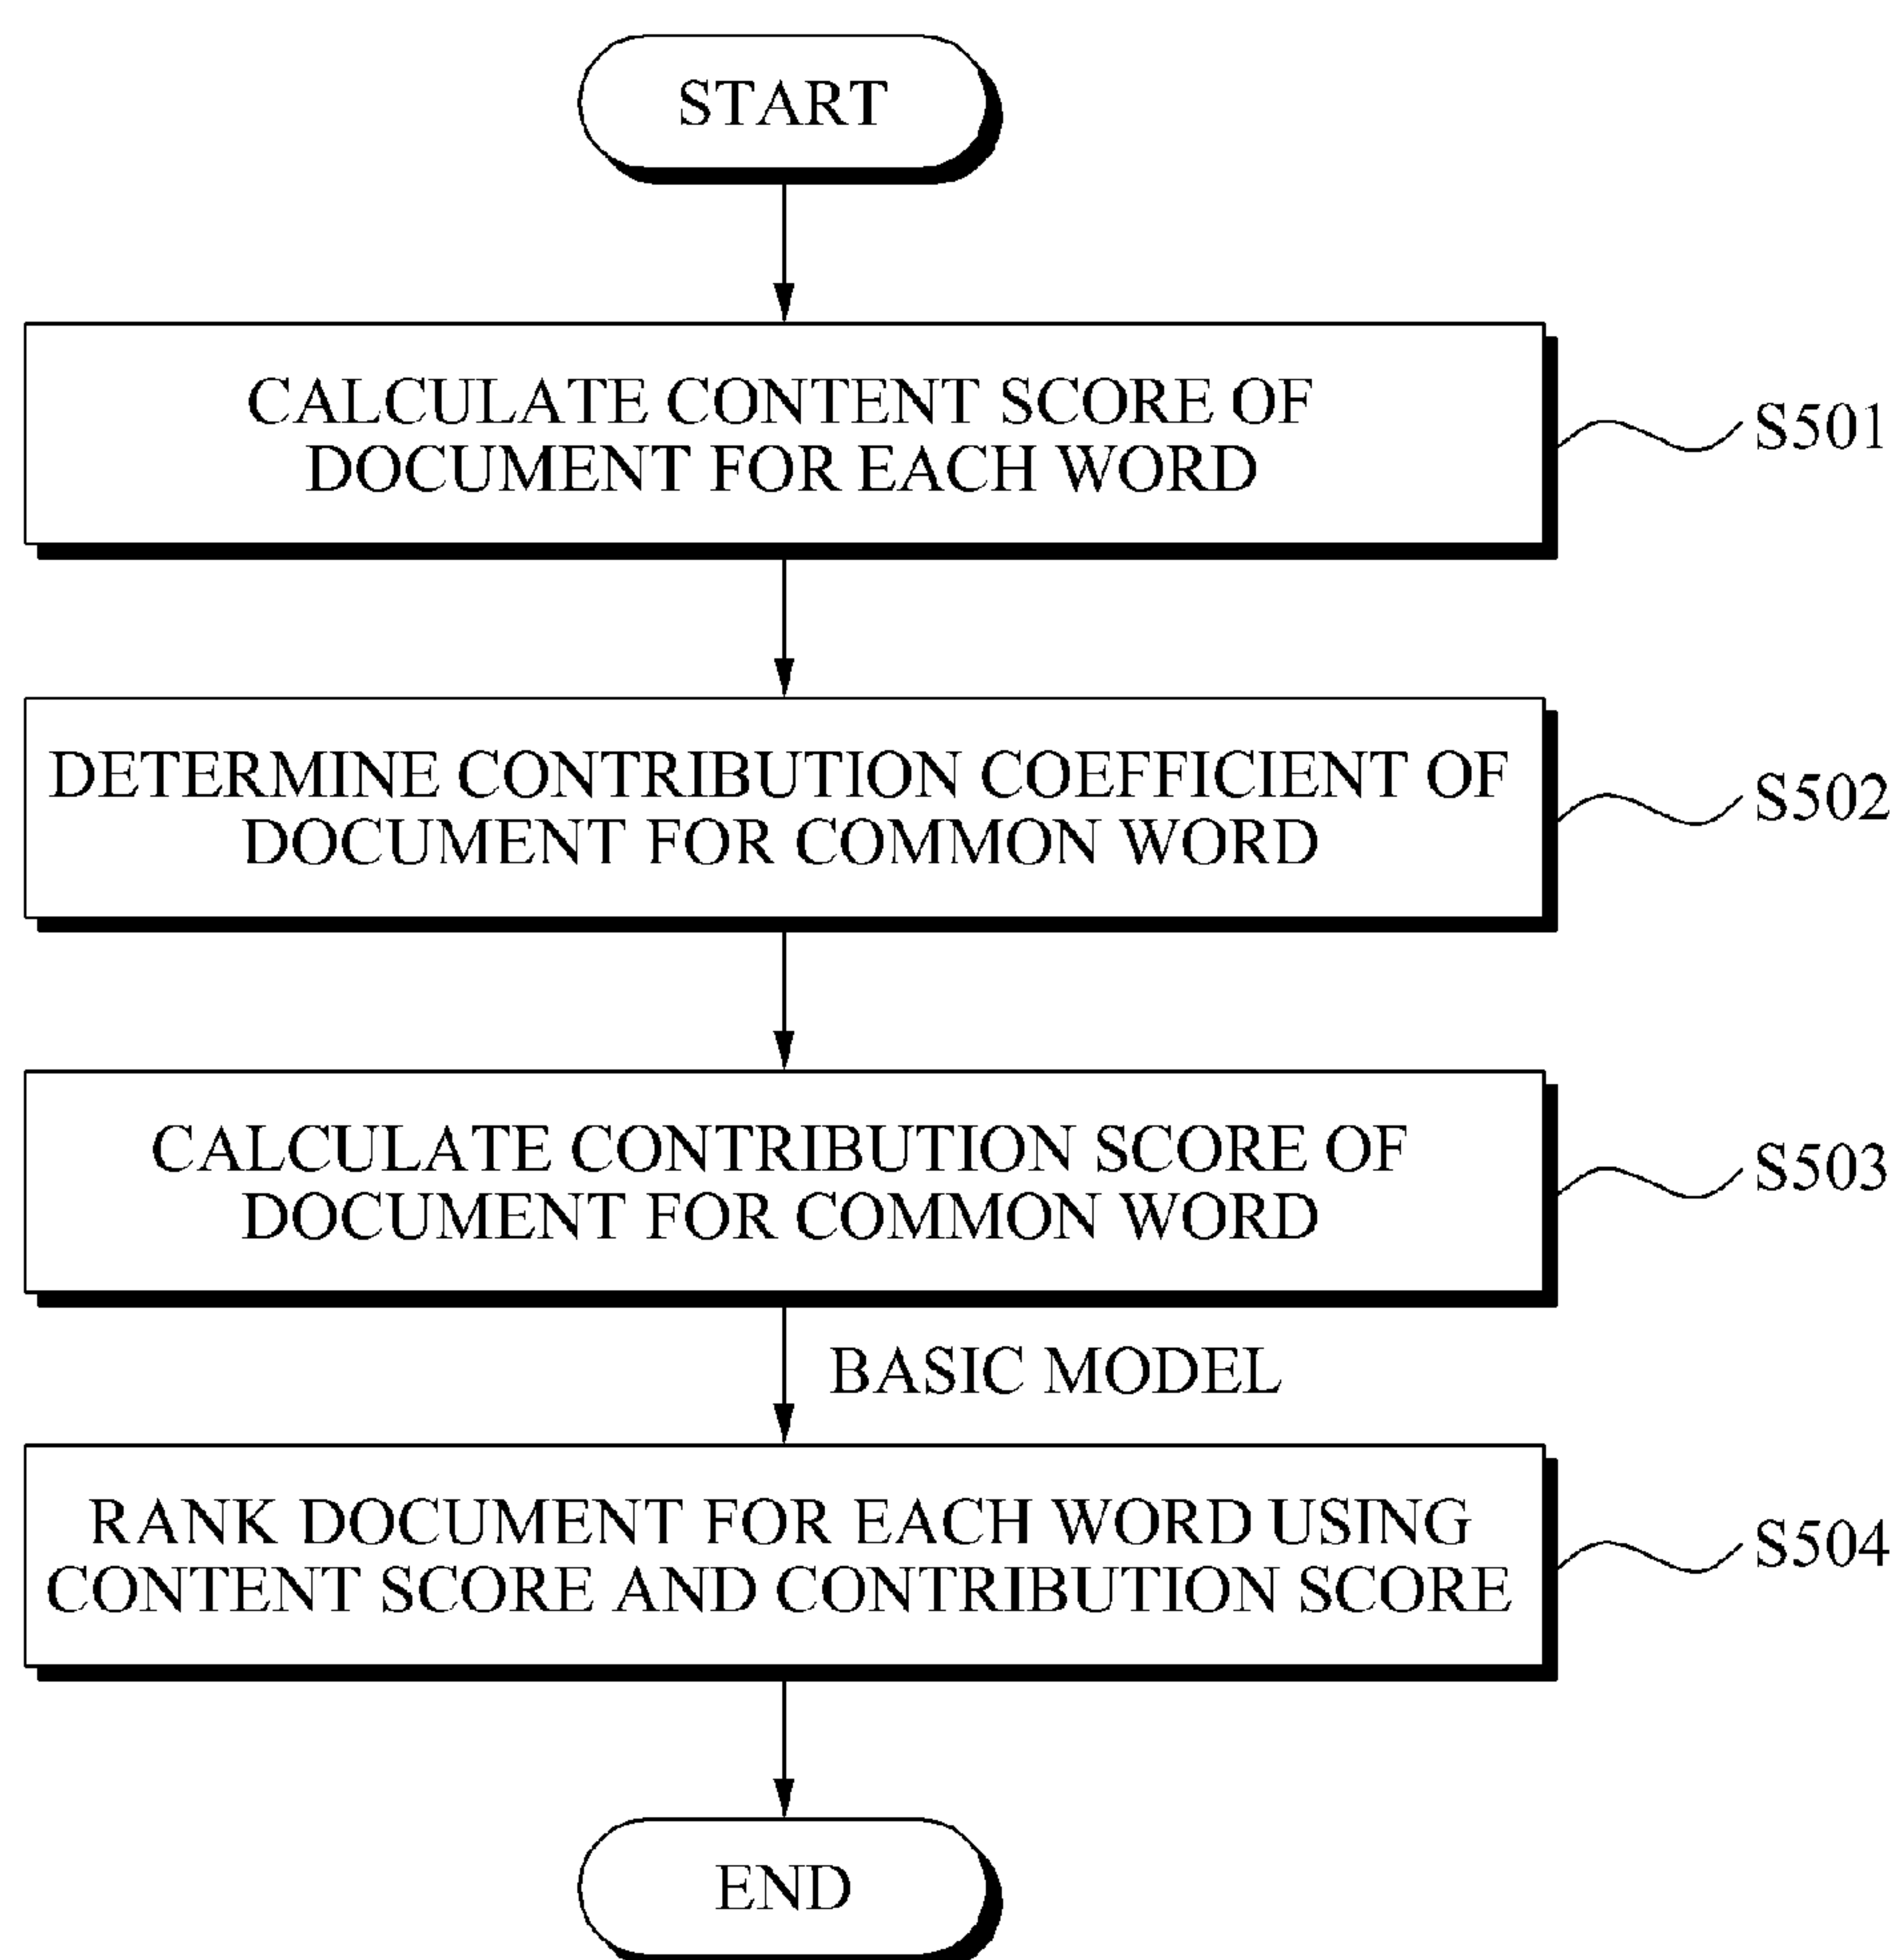 START
CALCULATE CONTENT SCORE OF
DOCUMENT FOR EACH WORD
S501
DETERMINE CONTRIBUTION COEFFICIENT OF
DOCUMENT FOR COMMON WORD
S502
CALCULATE CONTRIBUTION SCORE OF
DOCUMENT FOR COMMON WORD
S503
BASIC MODEL
RANK DOCUMENT FOR EACH WORD USING
CONTENT SCORE AND CONTRIBUTION SCORE
S504
END